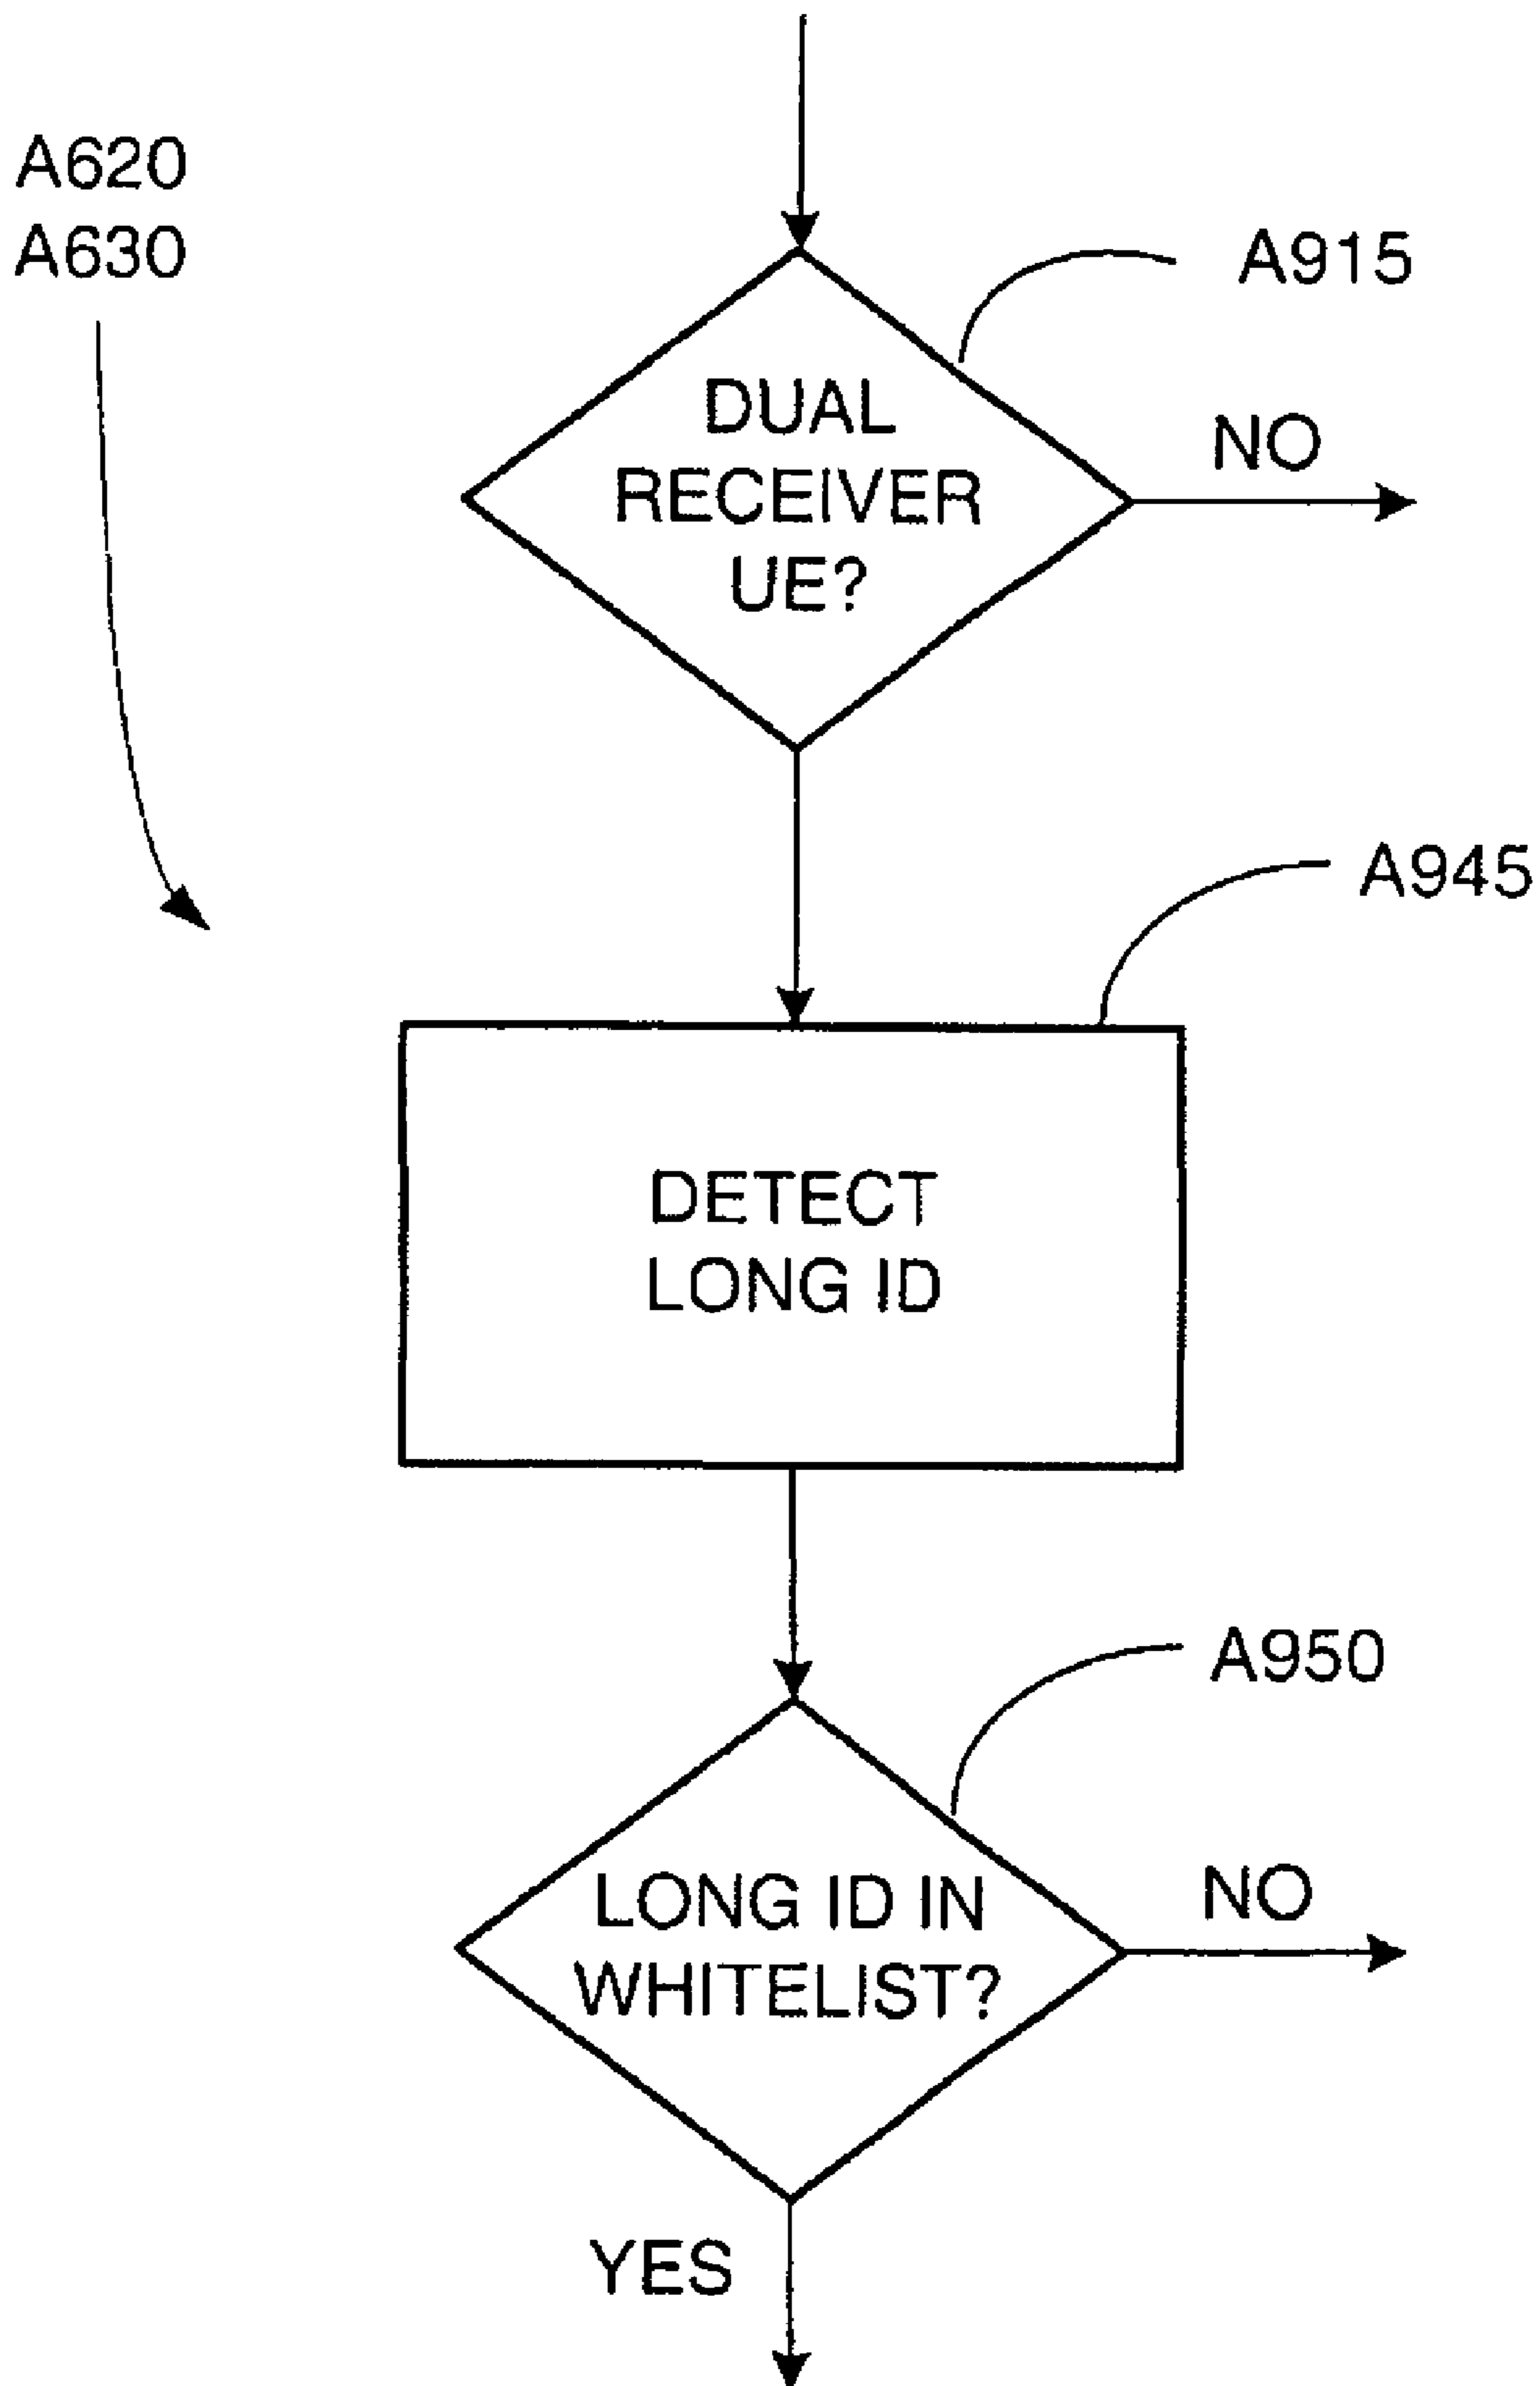 A620
A630
A915
DUAL
RECEIVER
UE?
NO
A945
DETECT
LONG ID
A950
LONG ID IN
WHITELIST?
NO
YES